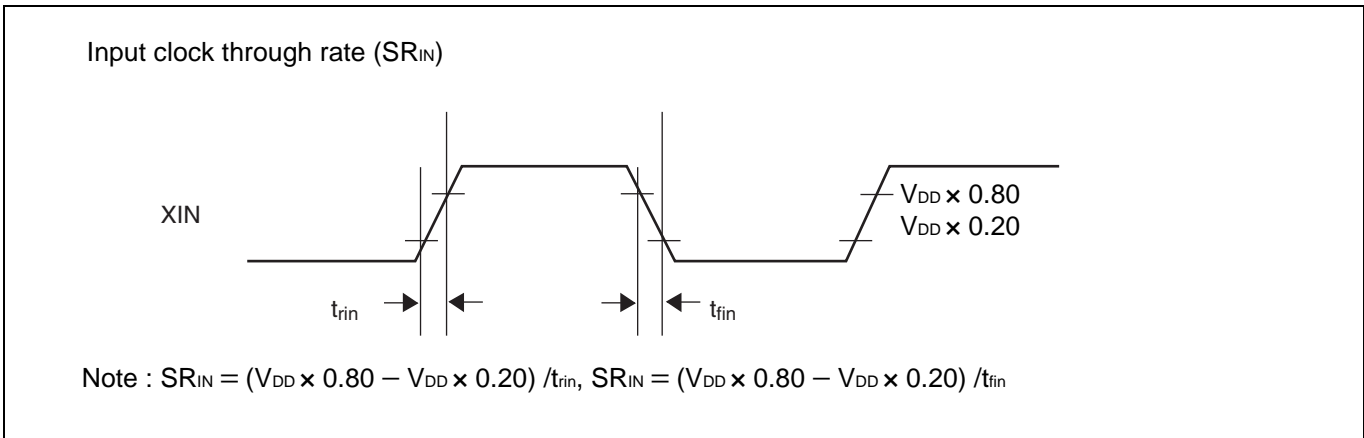 Input clock through rate (SRIN)
XIN
VDD × 0.80
VDD × 0.20
trin
tfin
Note : SRIN = (VDD × 0.80 − VDD × 0.20) /trin, SRIN = (VDD × 0.80 − VDD × 0.20) /tfin